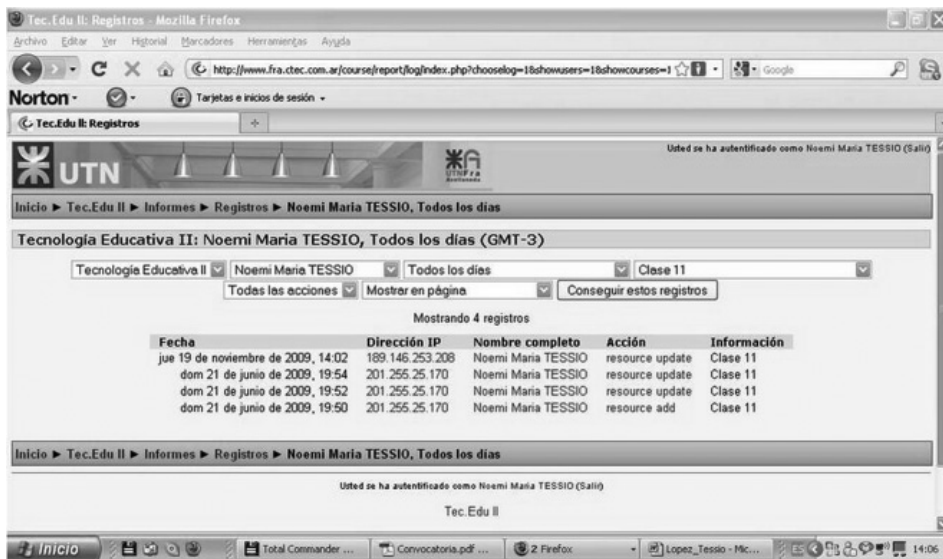 Tec.Edu II: Registros - Mozilla Firefox
Archivo Editar Ver Historial Marcadores Herramientas Ayuda
http://www.fra.ctec.com.ar/course/report/log/index.php?chooselog=1&showusers=1&showcourses=1 Google
Norton Tarjetas e inicios de sesión
Tec.Edu II: Registros
UTN
UTNFra
Avellaneda
Usted se ha autentificado como Noemi Maria TESSIO (Salir)
Inicio ► Tec.Edu II ► Informes ► Registros ► Noemi Maria TESSIO, Todos los días
Tecnología Educativa II: Noemi Maria TESSIO, Todos los días (GMT-3)
Tecnología Educativa II Noemi Maria TESSIO Todos los días Clase 11
Todas las acciones Mostrar en página Conseguir estos registros
Mostrando 4 registros
Fecha Dirección IP Nombre completo Acción Información
jue 19 de noviembre de 2009, 14:02 189.146.253.208 Noemi Maria TESSIO resource update Clase 11
dom 21 de junio de 2009, 19:54 201.255.25.170 Noemi Maria TESSIO resource update Clase 11
dom 21 de junio de 2009, 19:52 201.255.25.170 Noemi Maria TESSIO resource update Clase 11
dom 21 de junio de 2009, 19:50 201.255.25.170 Noemi Maria TESSIO resource add Clase 11
Inicio ► Tec.Edu II ► Informes ► Registros ► Noemi Maria TESSIO, Todos los días
Usted se ha autentificado como Noemi Maria TESSIO (Salir)
Tec.Edu II
Inicio Total Commander ... Convocatoria.pdf ... 2 Firefox Lopez_Tessio - Mic... ES 14:06